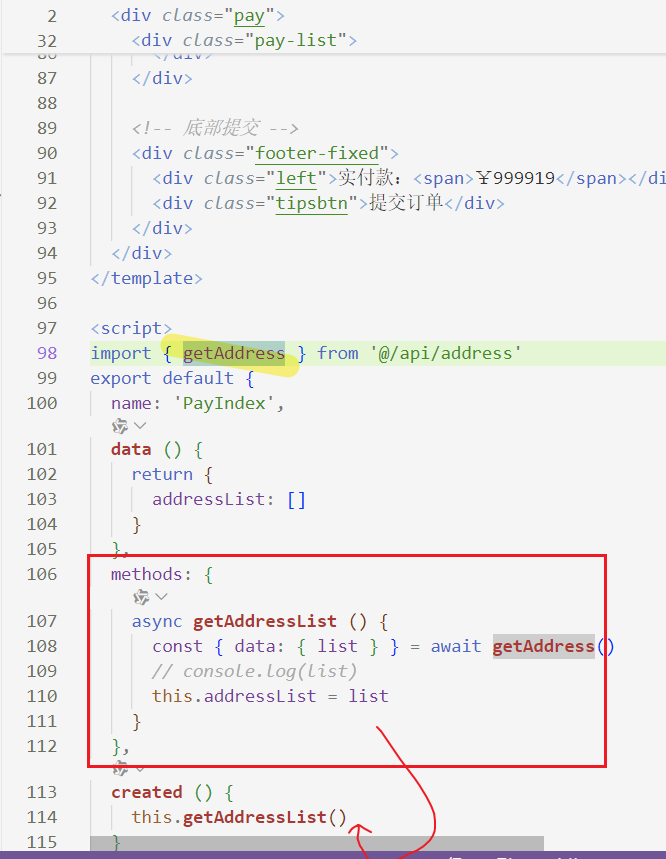 2 <div class="pay">
32 <div class="pay-list">
86 </div>
87 </div>
88
89 <!-- 底部提交 -->
90 <div class="footer-fixed">
91 <div class="left">实付款：<span>￥999919</span></di
92 <div class="tipsbtn">提交订单</div>
93 </div>
94 </div>
95 </template>
96
97 <script>
98 import { getAddress } from '@/api/address'
99 export default {
100 name: 'PayIndex',
101 data () {
102 return {
103 addressList: []
104 }
105 },
106 methods: {
107 async getAddressList () {
108 const { data: { list } } = await getAddress()
109 // console.log(list)
110 this.addressList = list
111 }
112 },
113 created () {
114 this.getAddressList()
115 }